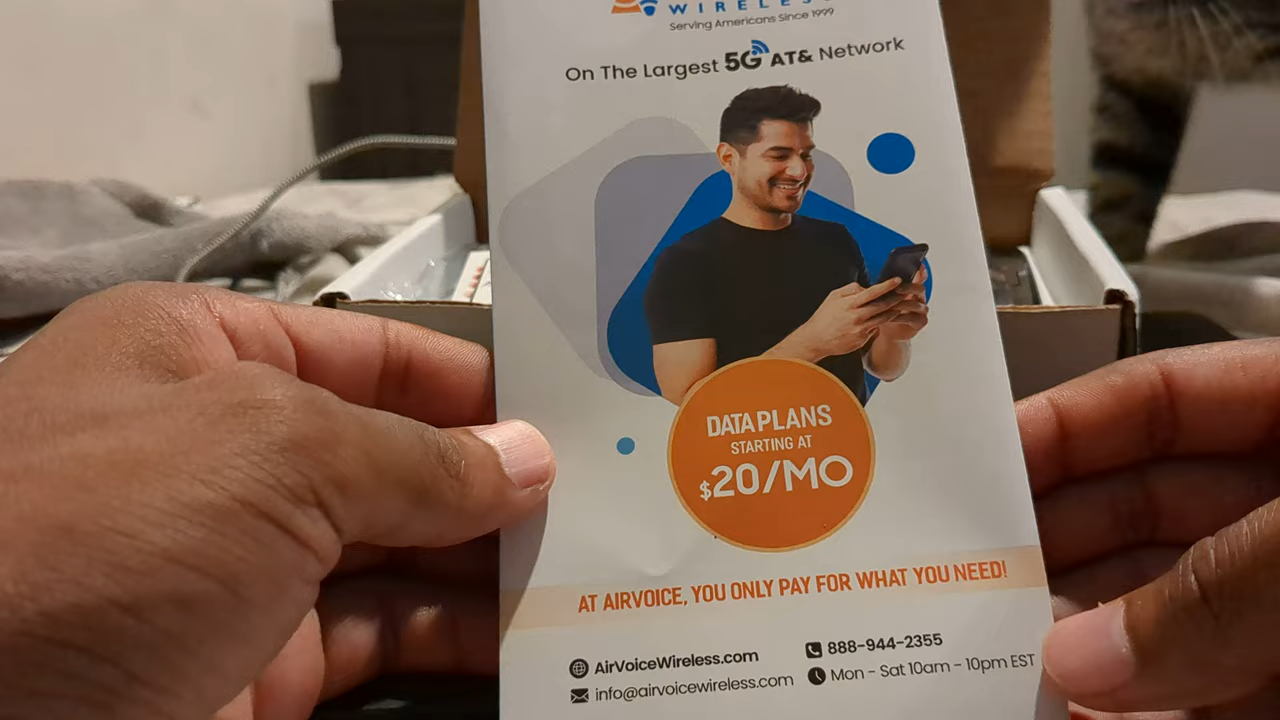 WIRELESS
Serving Americans Since 1999
On The Largest 5G AT& Network
DATA PLANS
STARTING AT
$20/MO
AT AIRVOICE, YOU ONLY PAY FOR WHAT YOU NEED!
AirVoiceWireless.com
888-944-2355
info@airvoicewireless.com
Mon - Sat 10am - 10pm EST